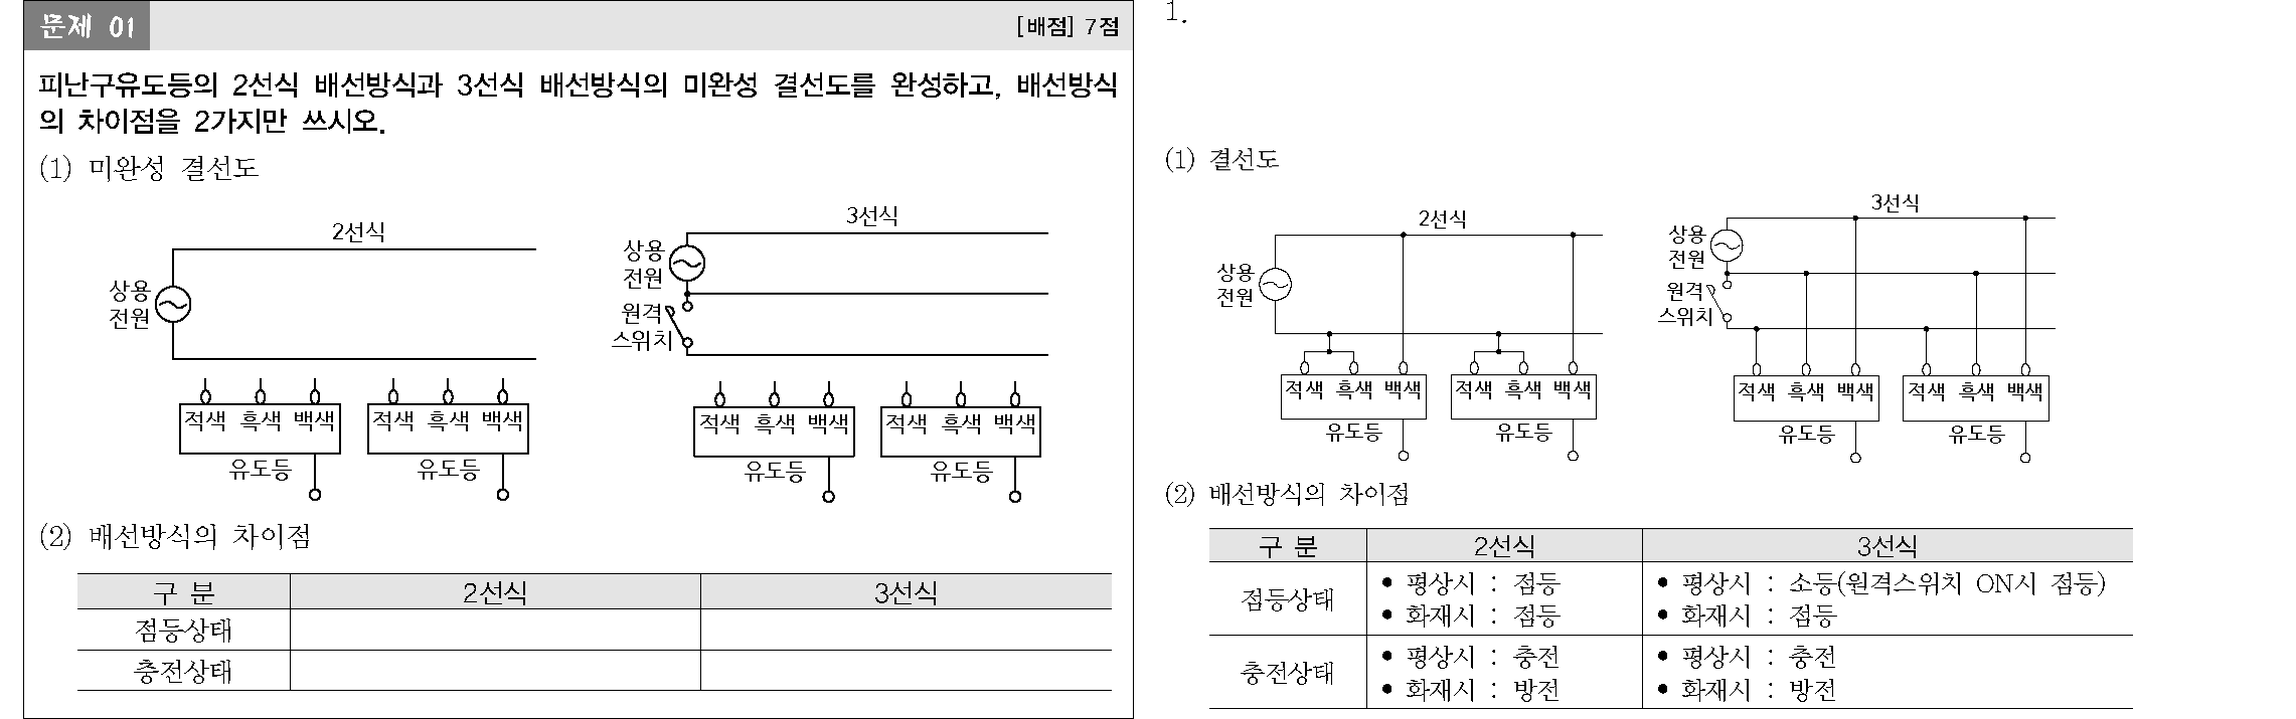 문제 01 [배점] 7점
피난구유도등의 2선식 배선방식과 3선식 배선방식의 미완성 결선도를 완성하고, 배선방식
의 차이점을 2가지만 쓰시오.
(1) 미완성 결선도
2선식
상용
전원
적색 흑색 백색 적색 흑색 백색
유도등 유도등
3선식
상용
전원
원격
스위치
적색 흑색 백색 적색 흑색 백색
유도등 유도등
(2) 배선방식의 차이점
구 분 2선식 3선식
점등상태
충전상태
1.
(1) 결선도
2선식
상용
전원
적색 흑색 백색 적색 흑색 백색
유도등 유도등
3선식
상용
전원
원격
스위치
적색 흑색 백색 적색 흑색 백색
유도등 유도등
(2) 배선방식의 차이점
구 분 2선식 3선식
점등상태
• 평상시 : 점등
• 화재시 : 점등
• 평상시 : 소등(원격스위치 ON시 점등)
• 화재시 : 점등
충전상태
• 평상시 : 충전
• 화재시 : 방전
• 평상시 : 충전
• 화재시 : 방전